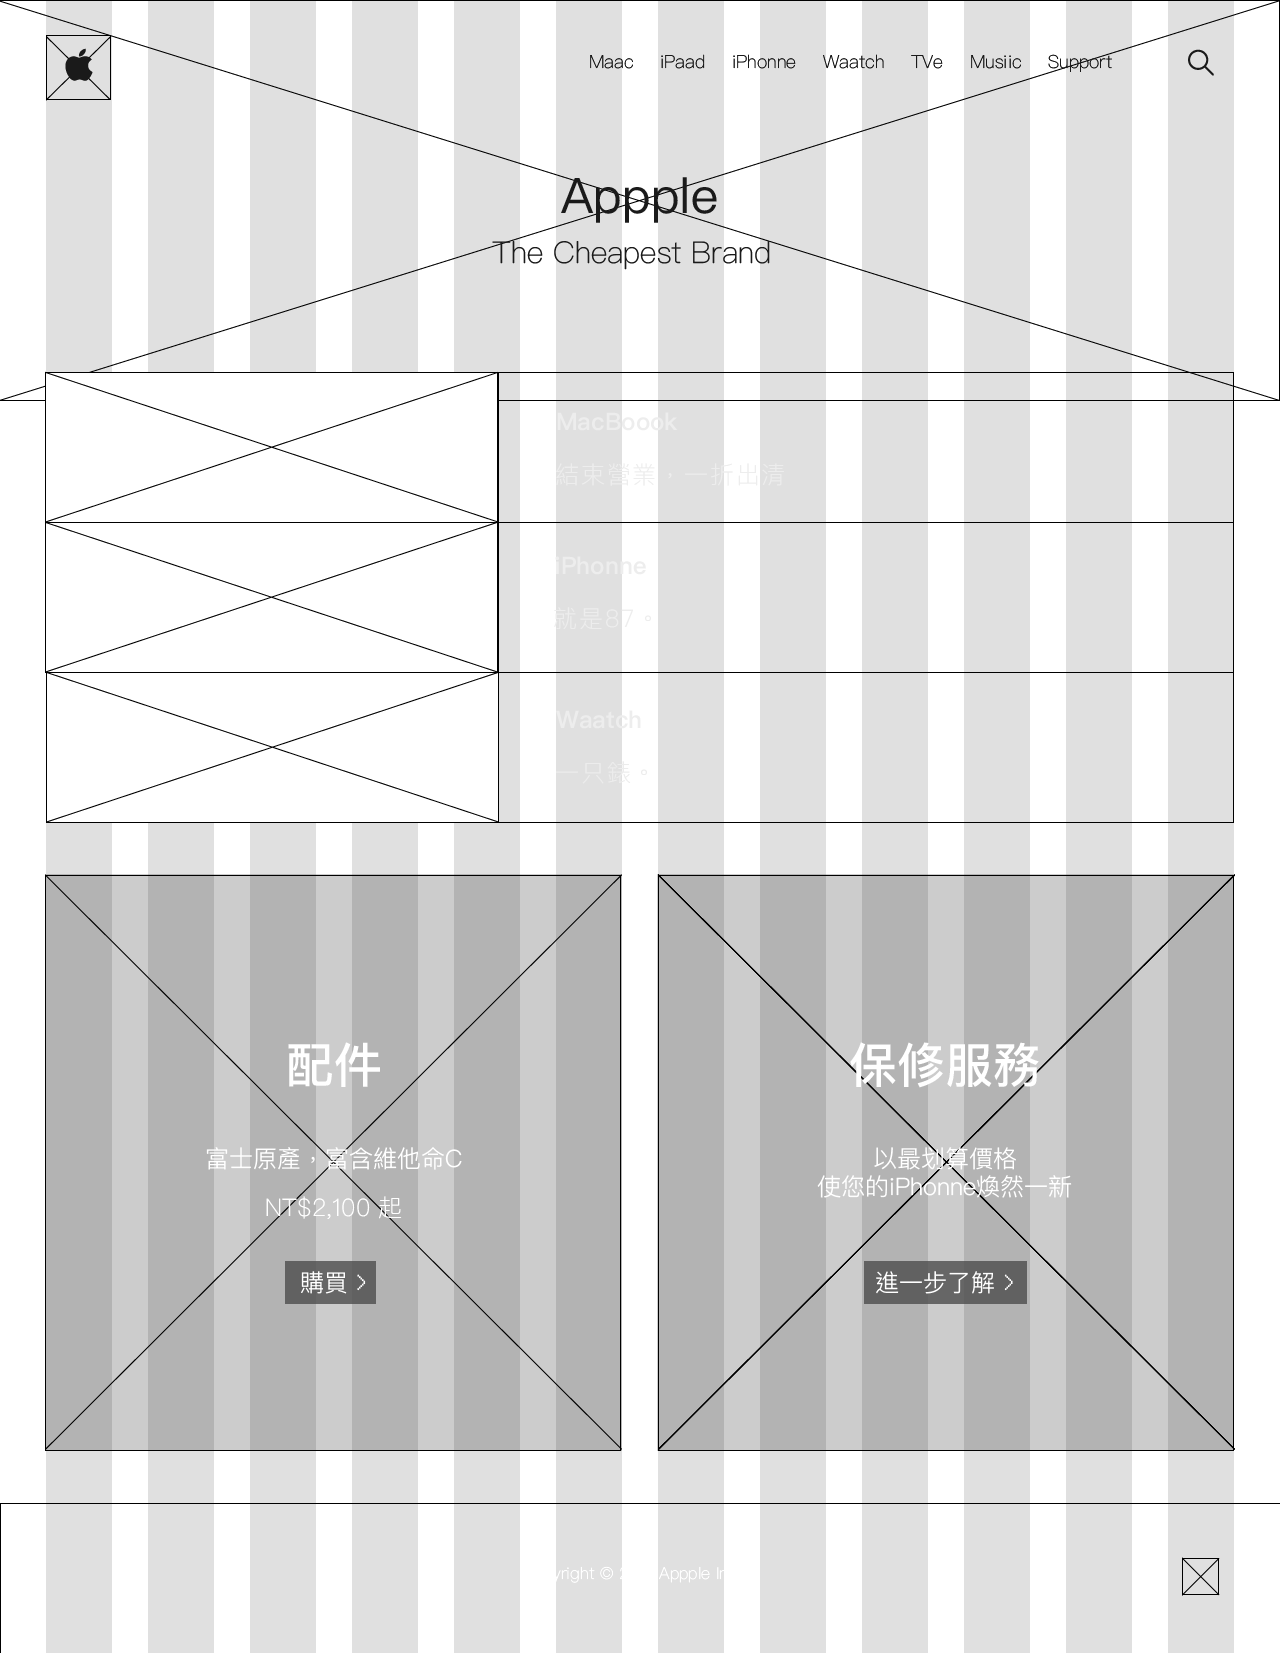 Maac iPaad iPhonne Waatch TVe Musiic Support
Appple
The Cheapest Brand
MacBoook
結束營業，一折出清
iPhonne
就是87。
Waatch
一只錶。
配件
富士原產，富含維他命C
NT$2,100 起
購買
保修服務
以最划算價格
使您的iPhonne煥然一新
進一步了解
yright © Appple